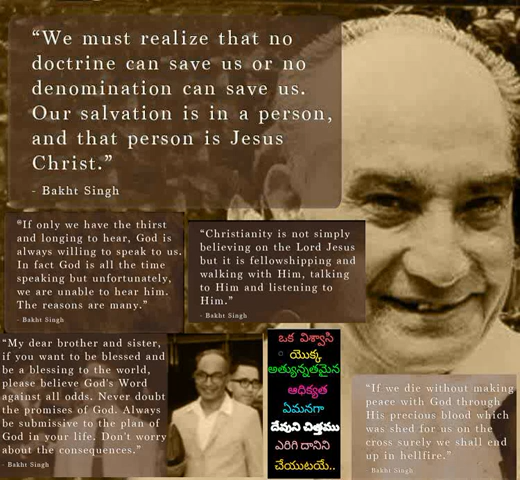 “We must realize that no
doctrine can save us or no
denomination can save us.
Our salvation is in a person,
and that person is Jesus
Christ.”
- Bakht Singh
“If only we have the thirst
and longing to hear, God is
always willing to speak to us.
In fact God is all the time
speaking but unfortunately,
we are unable to hear him.
The reasons are many.”
- Bakht Singh
“Christianity is not simply
believing on the Lord Jesus
but it is fellowshipping and
walking with Him, talking
to Him and listening to
Him.”
- Bakht Singh
“My dear brother and sister,
if you want to be blessed and
be a blessing to the world,
please believe God's Word
against all odds. Never doubt
the promises of God. Always
be submissive to the plan of
God in your life. Don't worry
about the consequences.”
- Bakht Singh
ఒక విశ్వాసి
యొక్క
అత్యున్నతమైన
ఆధిక్యత
ఏమనగా
దేవుని చిత్తము
ఎరిగి దానిని
చేయుటయే..
“If we die without making
peace with God through
His precious blood which
was shed for us on the
cross surely we shall end
up in hellfire.”
- Bakht Singh